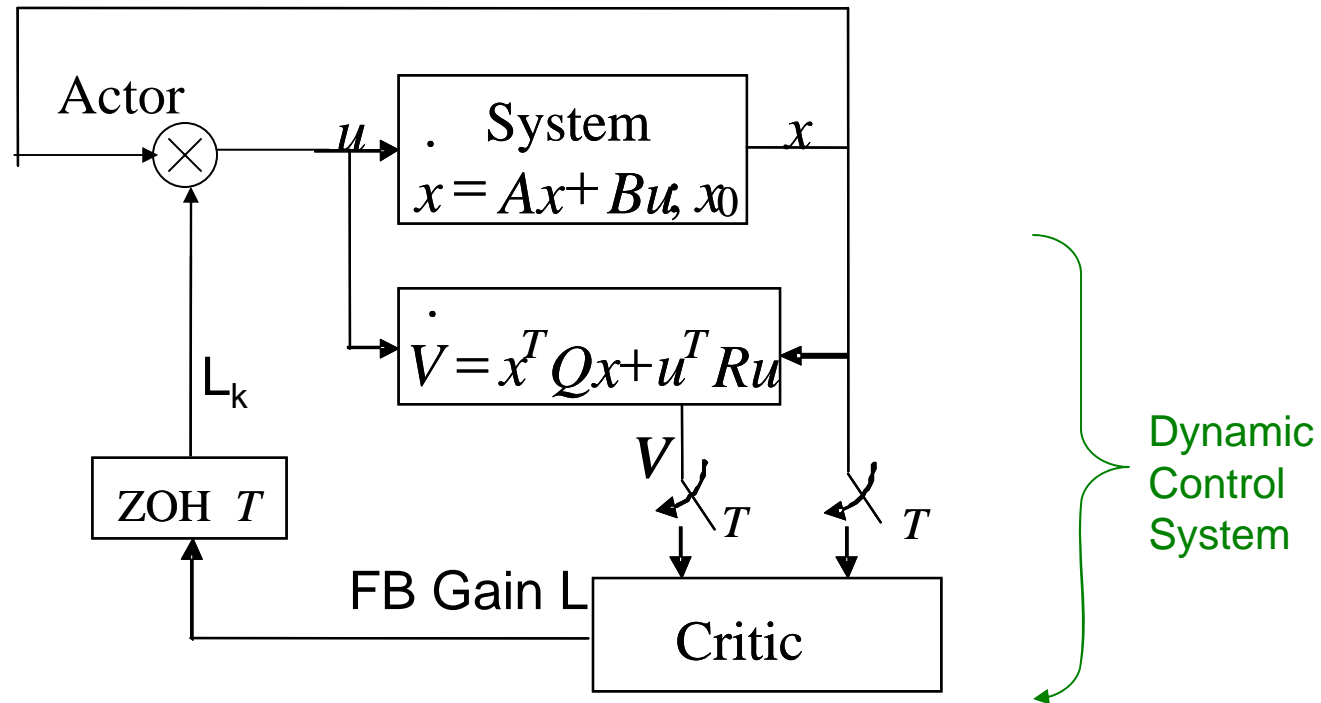 Actor
u
System
ẋ = Ax + Bu; x₀
x
V̇ = xᵀQx + uᵀRu
Lₖ
V
T
T
ZOH T
FB Gain L
Critic
Dynamic
Control
System